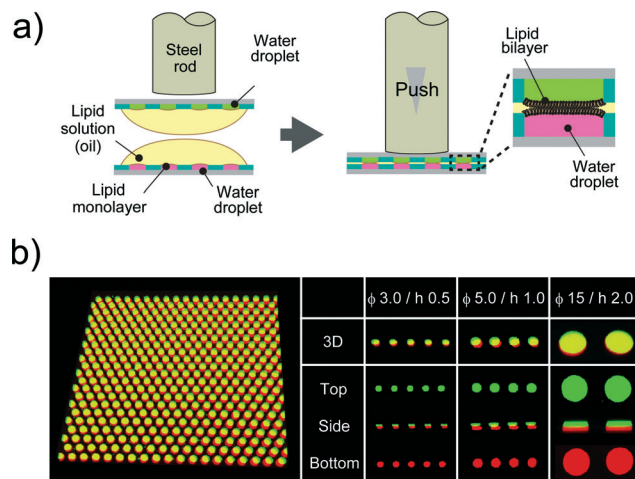 a)
Steel
rod
Water
droplet
Lipid
solution
(oil)
Lipid
monolayer
Water
droplet
Push
Lipid
bilayer
Water
droplet
b)
ϕ 3.0 / h 0.5
ϕ 5.0 / h 1.0
ϕ 15 / h 2.0
3D
Top
Side
Bottom